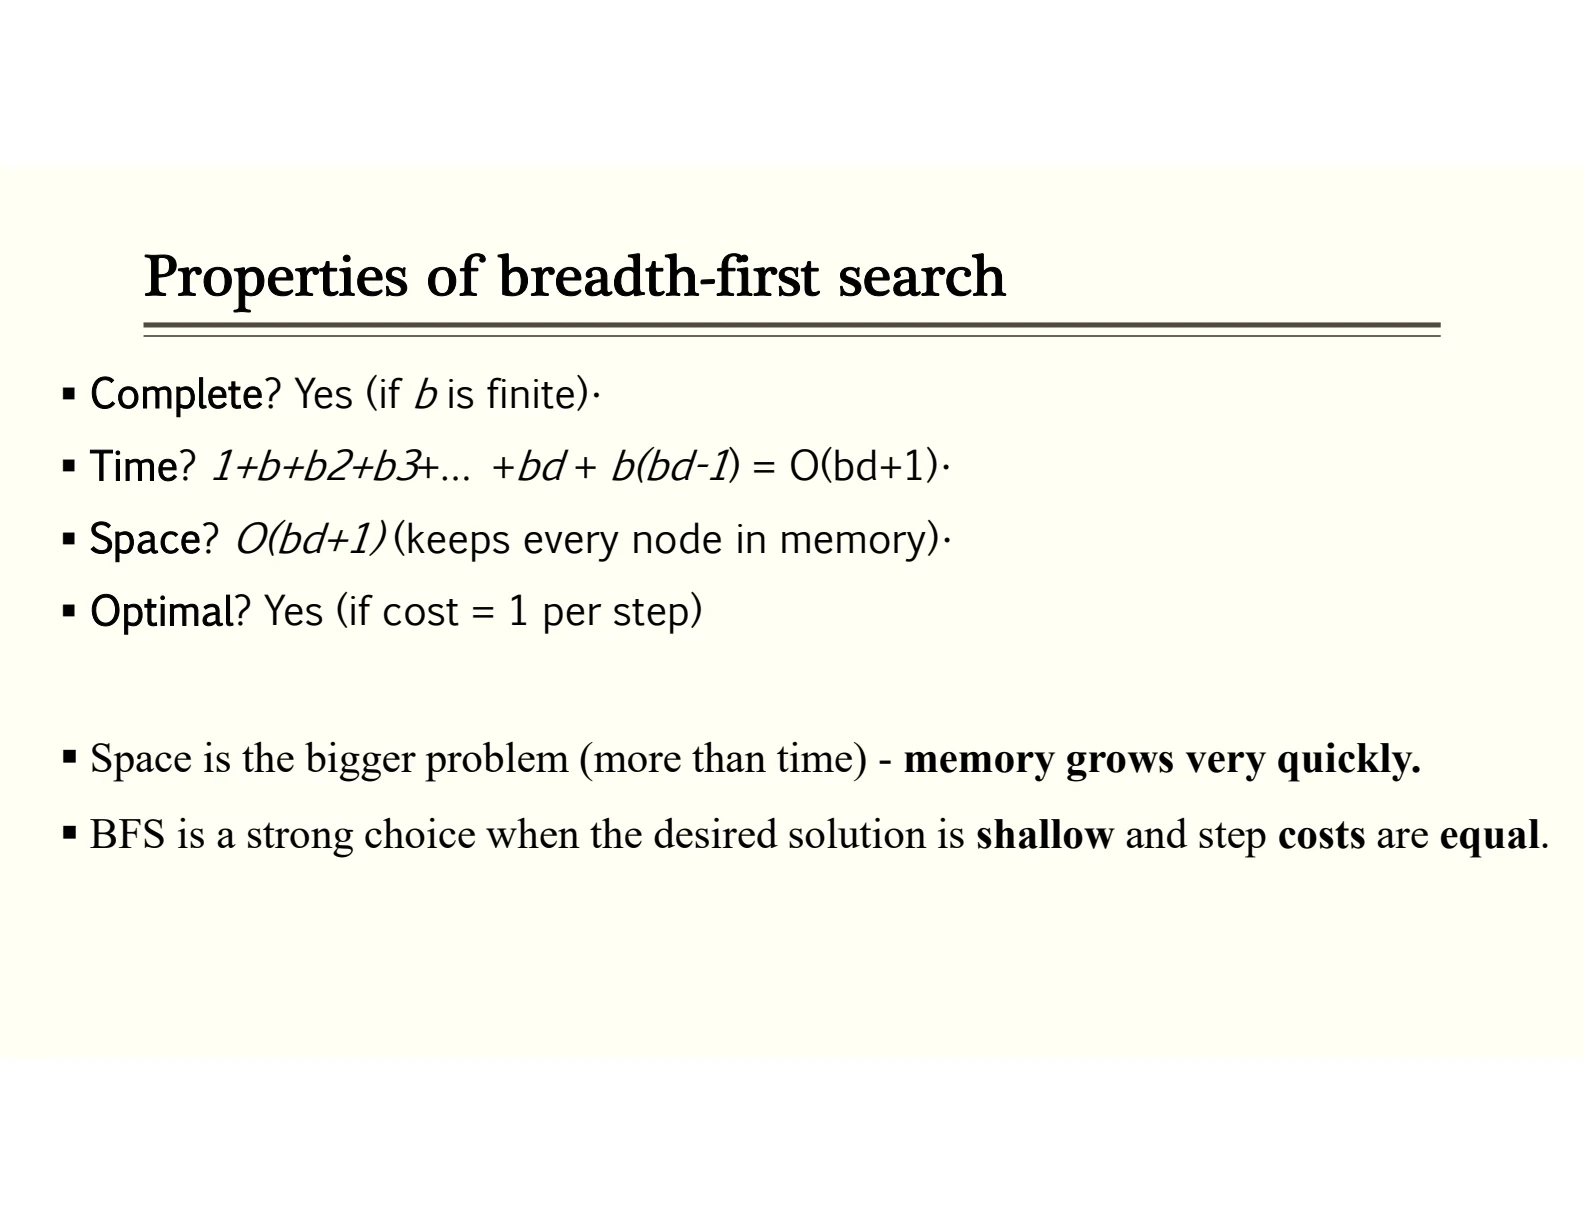 Properties of breadth-first search
▪ Complete? Yes (if b is finite)·
▪ Time? 1+b+b2+b3+… +bd + b(bd-1) = O(bd+1)·
▪ Space? O(bd+1) (keeps every node in memory)·
▪ Optimal? Yes (if cost = 1 per step)
▪ Space is the bigger problem (more than time) - memory grows very quickly.
▪ BFS is a strong choice when the desired solution is shallow and step costs are equal.